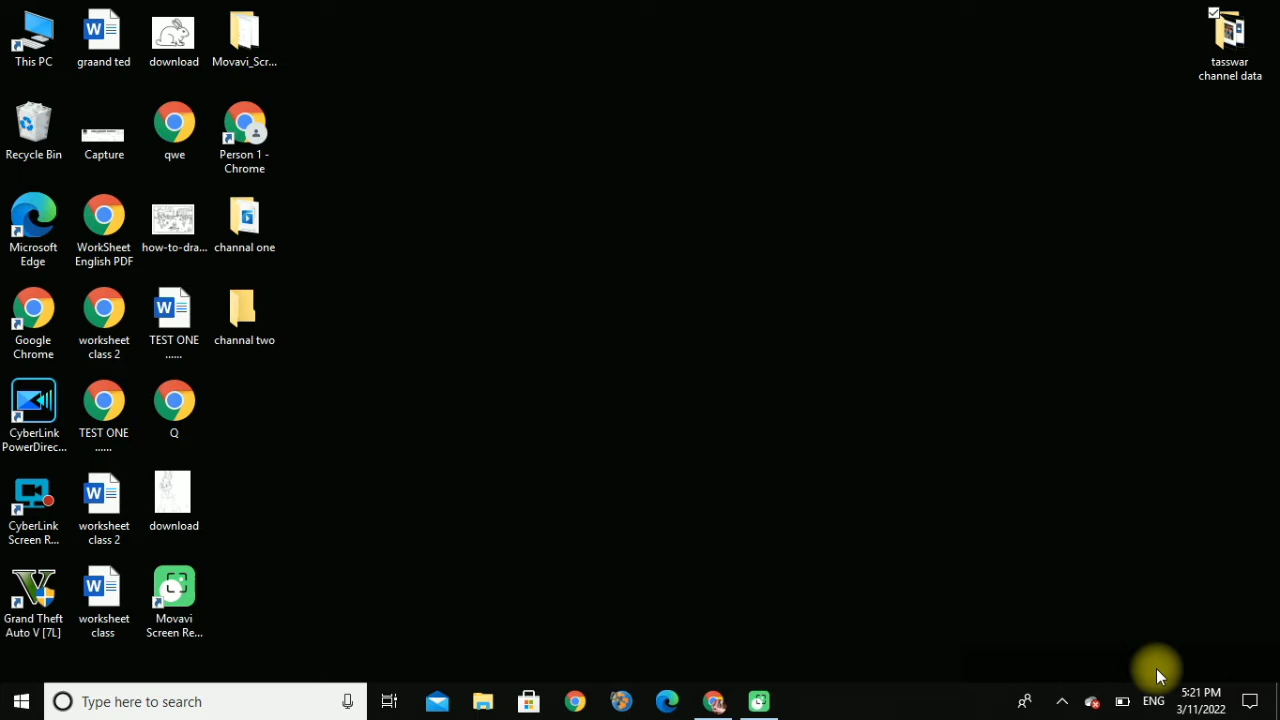 This PC
graand ted
download
Movavi_Scr...
tasswar
channel data
Recycle Bin
Capture
qwe
Person 1 -
Chrome
Microsoft
Edge
WorkSheet
English PDF
how-to-dra...
channal one
Google
Chrome
worksheet
class 2
TEST ONE
......
channal two
CyberLink
PowerDirec...
TEST ONE
......
Q
CyberLink
Screen R...
worksheet
class 2
download
Grand Theft
Auto V [7L]
worksheet
class
Movavi
Screen Re...
Type here to search
ENG
5:21 PM
3/11/2022